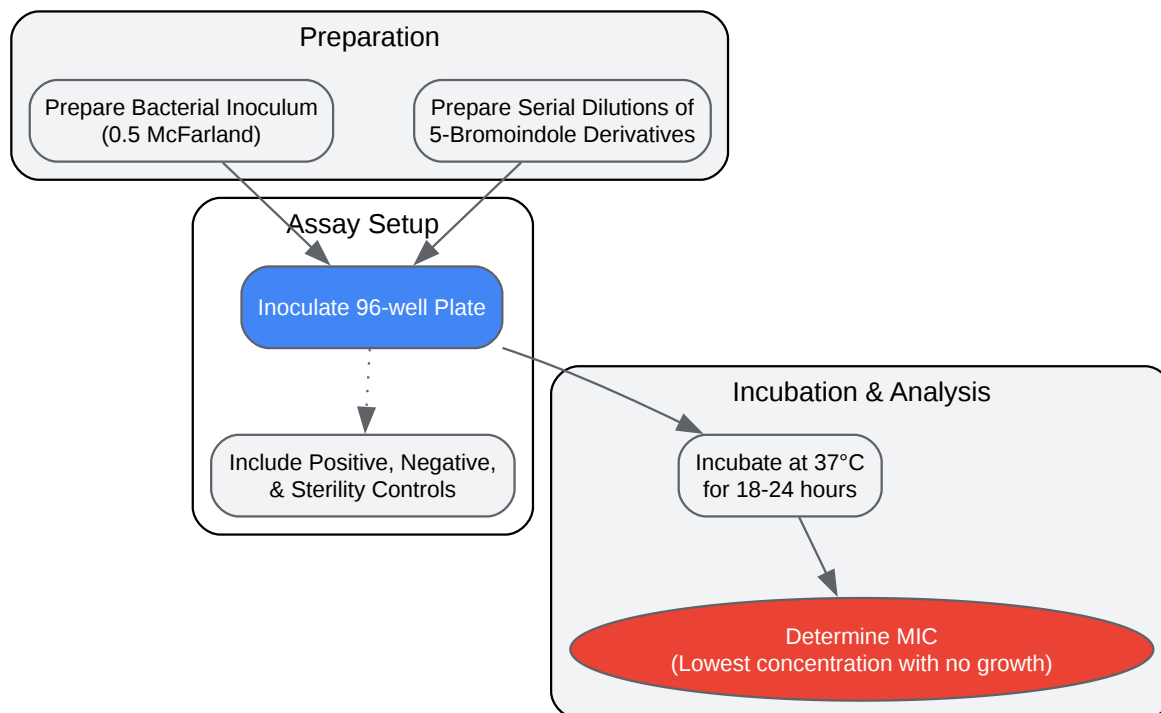 Preparation
Prepare Bacterial Inoculum
(0.5 McFarland)
Prepare Serial Dilutions of
5-Bromoindole Derivatives
Assay Setup
Inoculate 96-well Plate
Include Positive, Negative,
& Sterility Controls
Incubation & Analysis
Incubate at 37°C
for 18-24 hours
Determine MIC
(Lowest concentration with no growth)